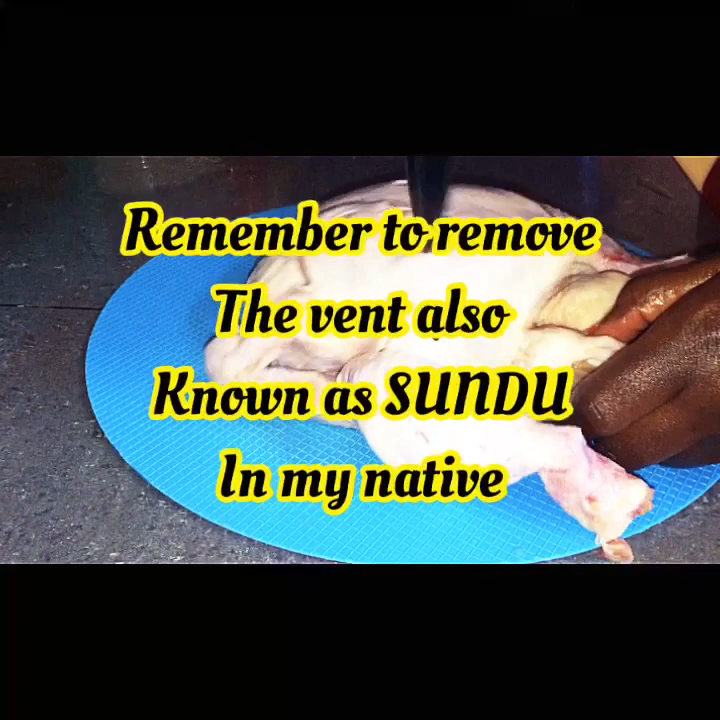 Remember to remove
The vent also
Known as SUNDU
In my native